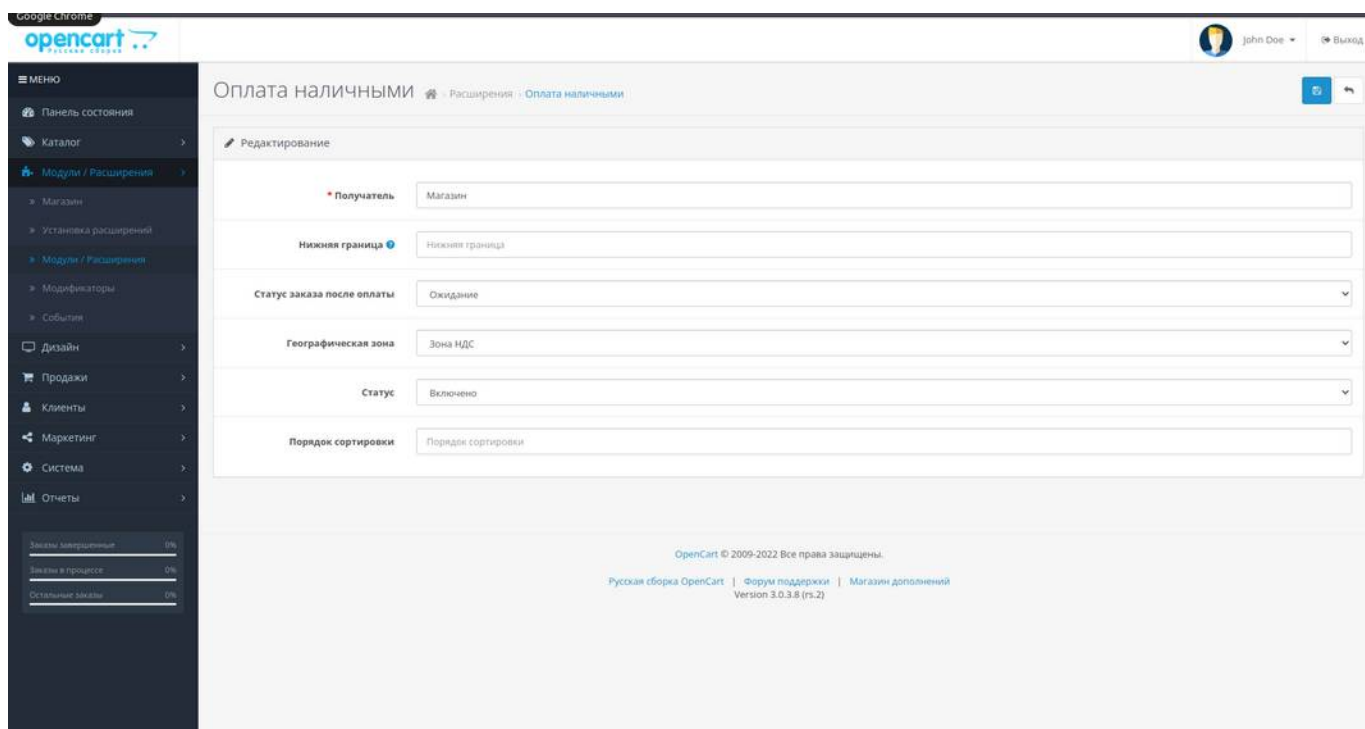 Google Chrome
opencart
Русская сборка
John Doe
Выход
МЕНЮ
Панель состояния
Каталог
Модули / Расширения
Магазин
Установка расширений
Модули / Расширения
Модификаторы
События
Дизайн
Продажи
Клиенты
Маркетинг
Система
Отчеты
Заказы завершенные 0%
Заказы в процессе 0%
Остальные заказы 0%
Оплата наличными
Расширения › Оплата наличными
Редактирование
* Получатель Магазин
Нижняя граница ? Нижняя граница
Статус заказа после оплаты Ожидание
Географическая зона Зона НДС
Статус Включено
Порядок сортировки Порядок сортировки
OpenCart © 2009-2022 Все права защищены.
Русская сборка OpenCart | Форум поддержки | Магазин дополнений
Version 3.0.3.8 (rs.2)